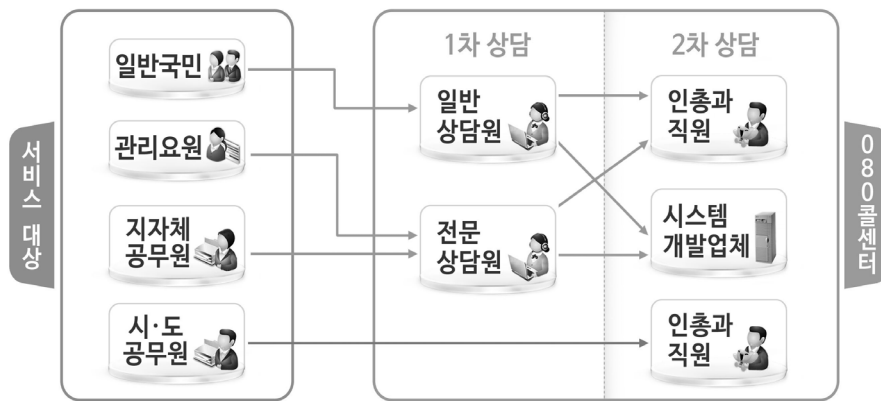 서비스 대상
일반국민
관리요원
지자체
공무원
시·도
공무원
1차 상담
일반
상담원
전문
상담원
2차 상담
인총과
직원
시스템
개발업체
인총과
직원
080콜센터